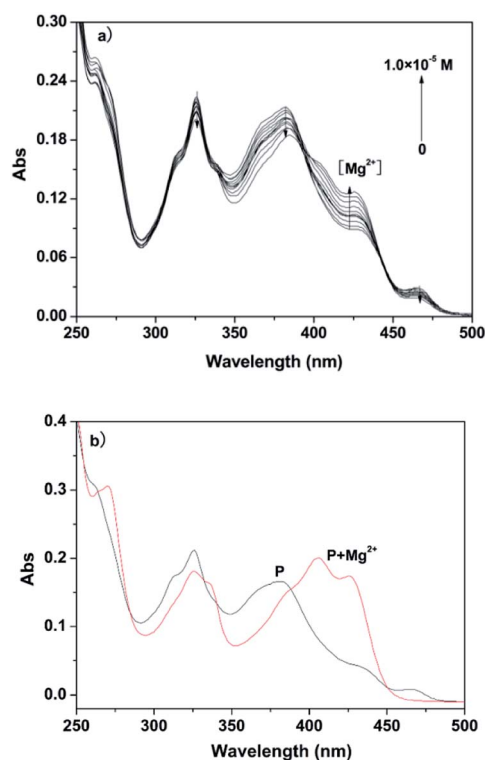 a)
0.30
0.24
0.18
0.12
0.06
0.00
Abs
1.0×10⁻⁵ M
0
[Mg²⁺]
250 300 350 400 450 500
Wavelength (nm)
b)
0.4
0.3
0.2
0.1
0.0
Abs
P
P+Mg²⁺
250 300 350 400 450 500
Wavelength (nm)